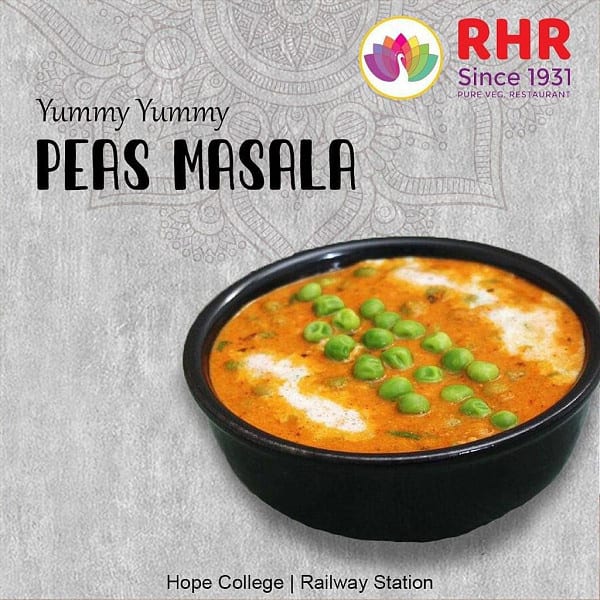 RHR
Since 1931
PURE VEG. RESTAURANT
Yummy Yummy
PEAS MASALA
Hope College | Railway Station